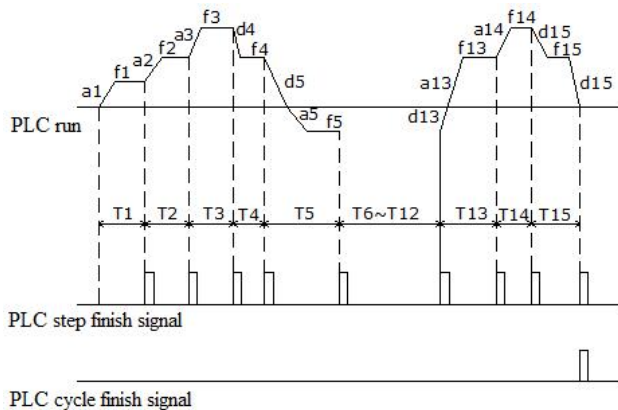 a1 f1 a2 f2 a3 f3 d4 f4 d5 a5 f5 d13 a13 f13 a14 f14 d15 f15 d15
PLC run
T1 T2 T3 T4 T5 T6~T12 T13 T14 T15
PLC step finish signal
PLC cycle finish signal